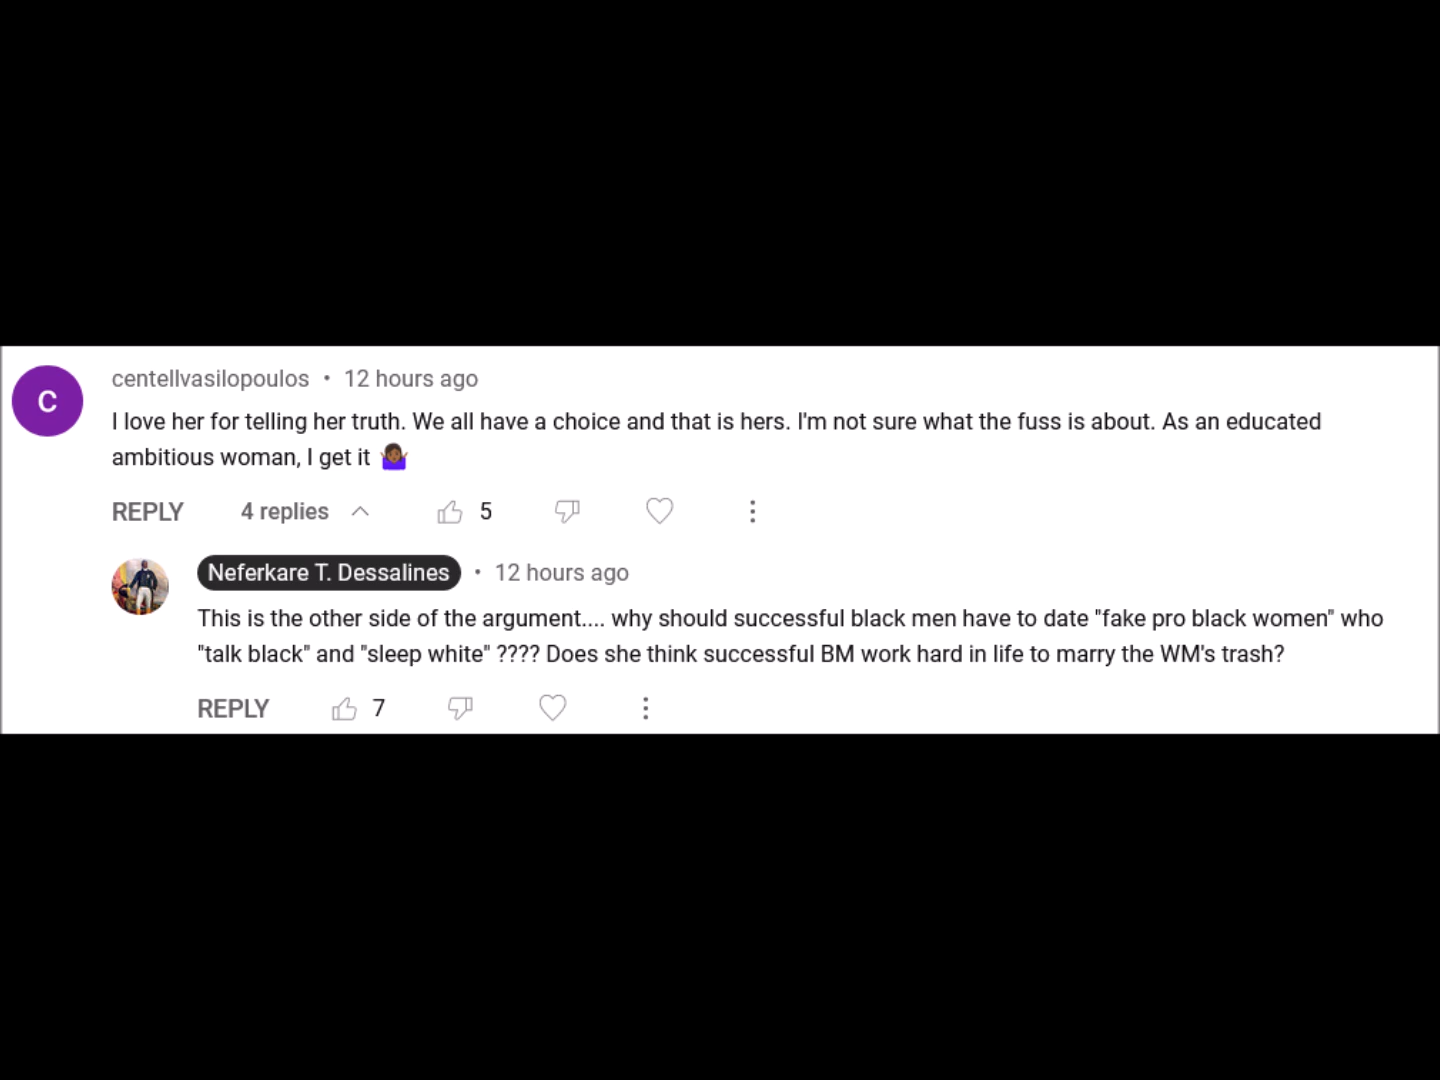 C
centellvasilopoulos • 12 hours ago
I love her for telling her truth. We all have a choice and that is hers. I'm not sure what the fuss is about. As an educated
ambitious woman, I get it 🤷🏾‍♀️
REPLY 4 replies 5
Neferkare T. Dessalines • 12 hours ago
This is the other side of the argument.... why should successful black men have to date "fake pro black women" who
"talk black" and "sleep white" ???? Does she think successful BM work hard in life to marry the WM's trash?
REPLY 7